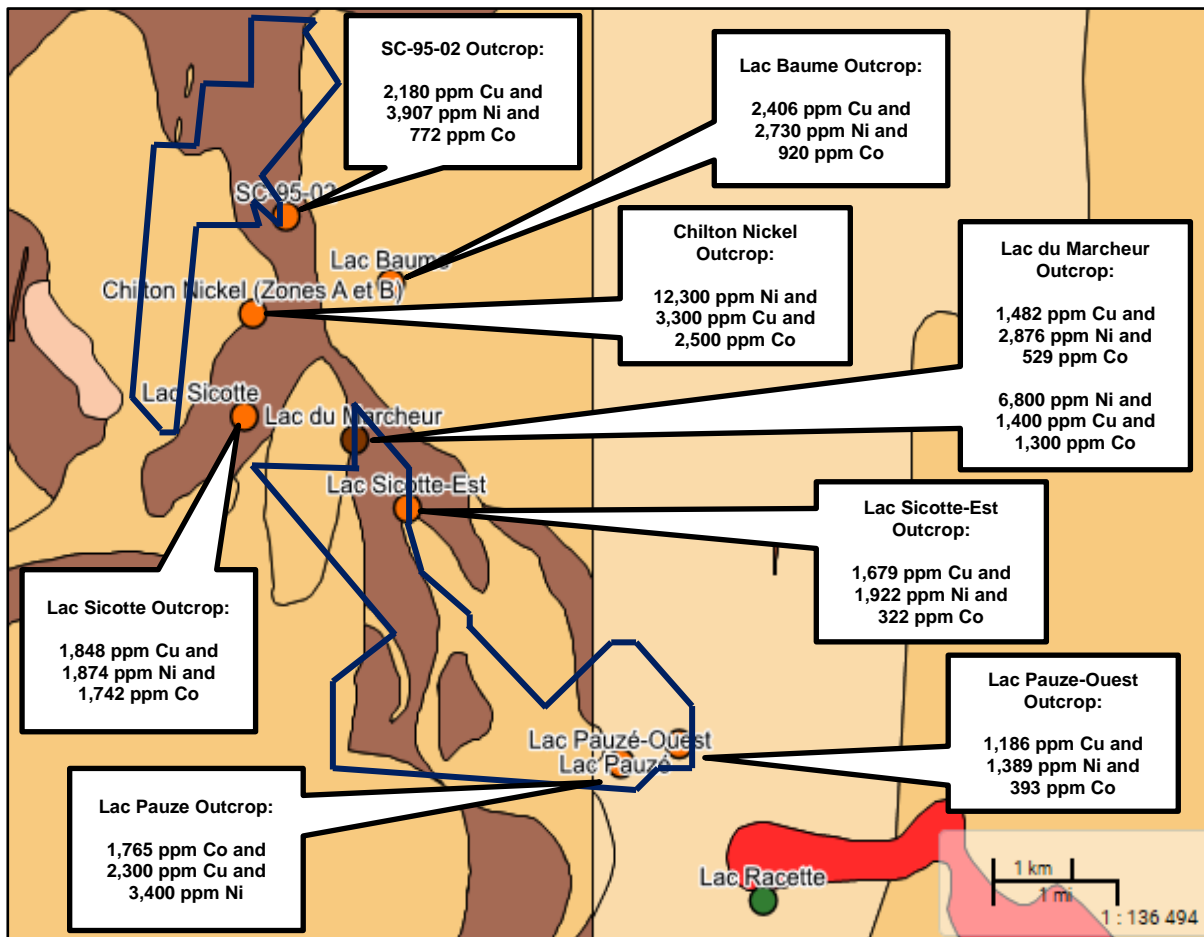 SC-95-02 Outcrop:
2,180 ppm Cu and
3,907 ppm Ni and
772 ppm Co
Lac Baume Outcrop:
2,406 ppm Cu and
2,730 ppm Ni and
920 ppm Co
SC-95-02
Lac Baume
Chilton Nickel
Outcrop:
12,300 ppm Ni and
3,300 ppm Cu and
2,500 ppm Co
Lac du Marcheur
Outcrop:
1,482 ppm Cu and
2,876 ppm Ni and
529 ppm Co
6,800 ppm Ni and
1,400 ppm Cu and
1,300 ppm Co
Chilton Nickel (Zones A et B)
Lac Sicotte
Lac du Marcheur
Lac Sicotte-Est
Lac Sicotte-Est
Outcrop:
1,679 ppm Cu and
1,922 ppm Ni and
322 ppm Co
Lac Sicotte Outcrop:
1,848 ppm Cu and
1,874 ppm Ni and
1,742 ppm Co
Lac Pauze-Ouest
Outcrop:
1,186 ppm Cu and
1,389 ppm Ni and
393 ppm Co
Lac Pauzé-Ouest
Lac Pauzé
Lac Pauze Outcrop:
1,765 ppm Co and
2,300 ppm Cu and
3,400 ppm Ni
Lac Racette
1 km
1 mi
1 : 136 494